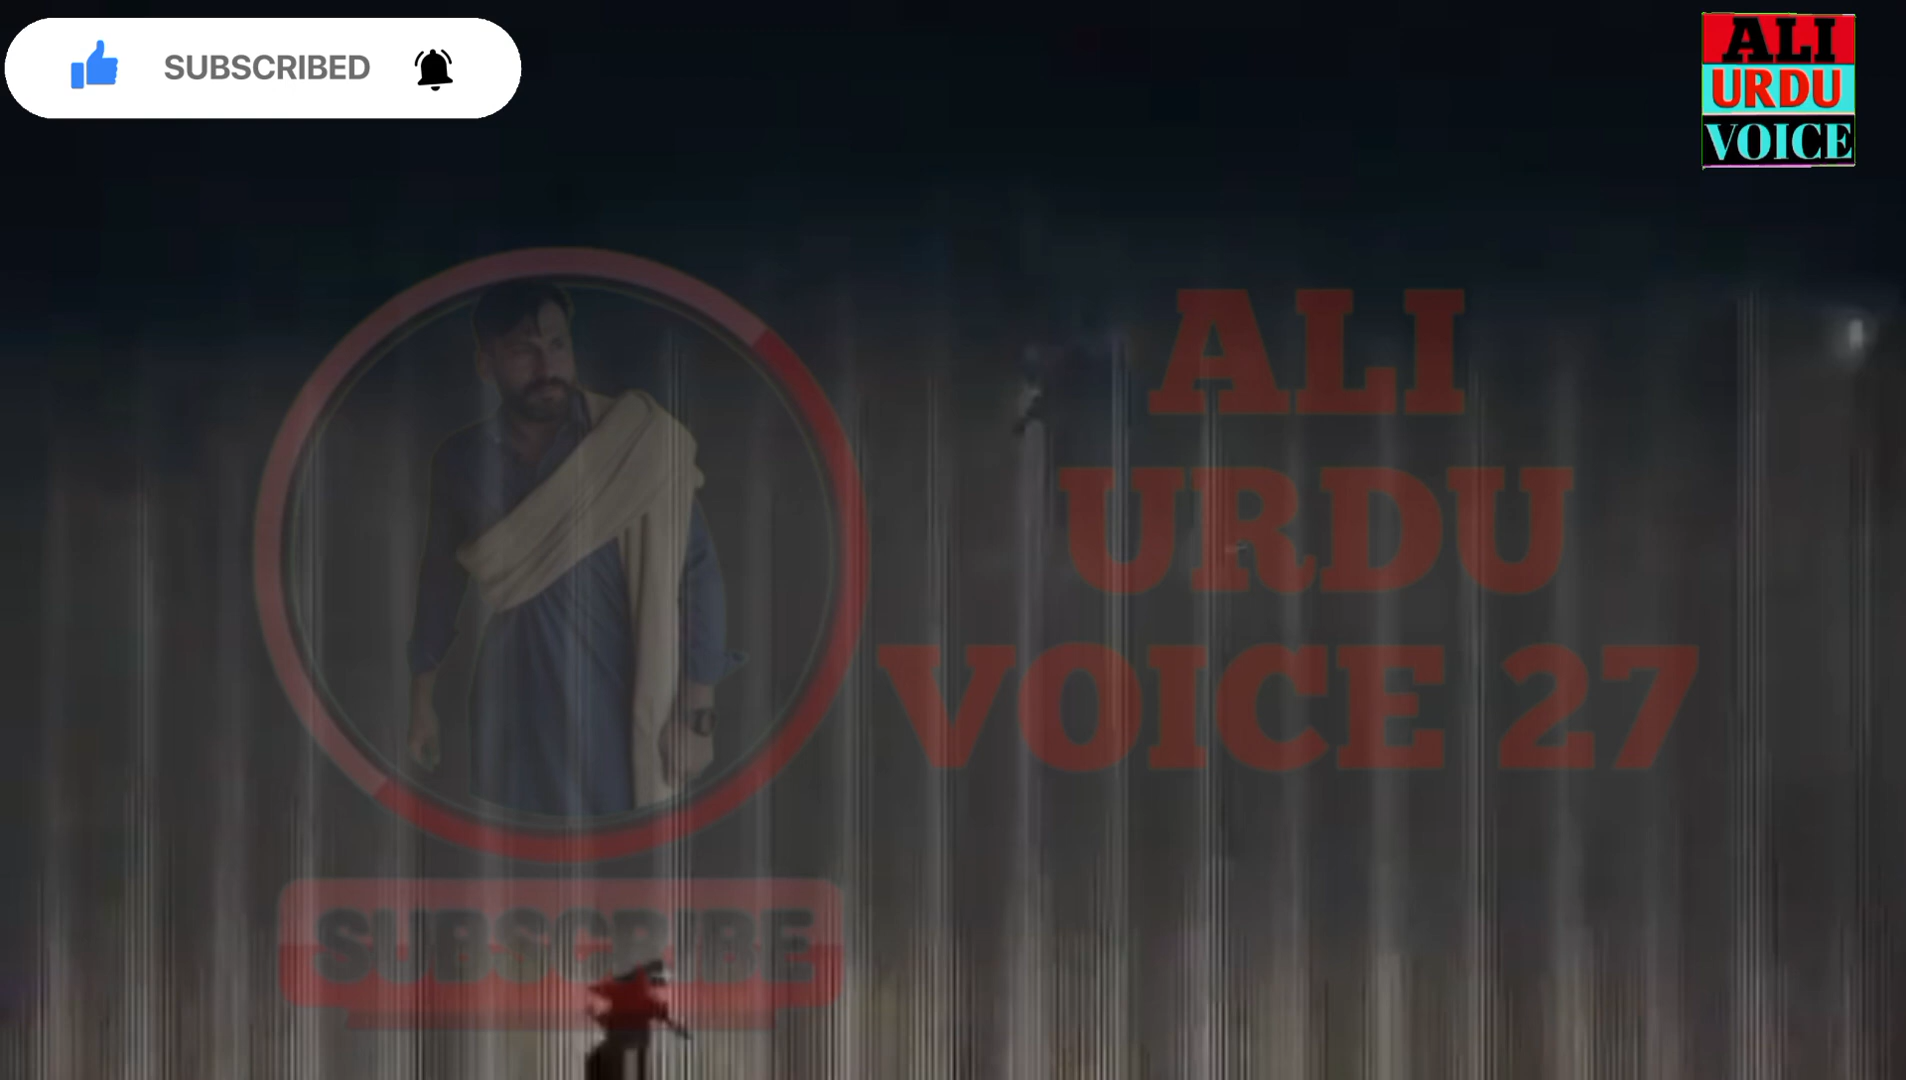 SUBSCRIBED
ALI
URDU
VOICE
ALI
URDU
VOICE 27
SUBSCRIBE